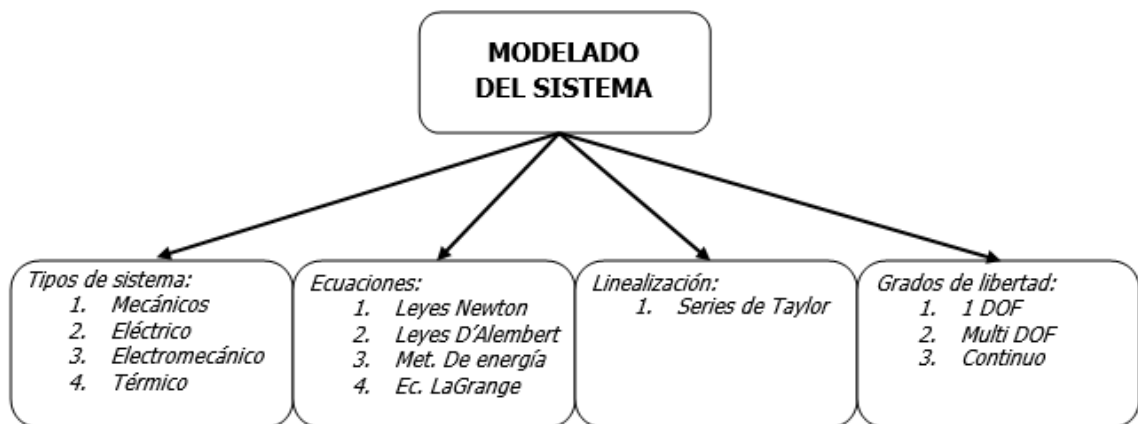 MODELADO
DEL SISTEMA
Tipos de sistema:
1. Mecánicos
2. Eléctrico
3. Electromecánico
4. Térmico
Ecuaciones:
1. Leyes Newton
2. Leyes D’Alembert
3. Met. De energía
4. Ec. LaGrange
Linealización:
1. Series de Taylor
Grados de libertad:
1. 1 DOF
2. Multi DOF
3. Continuo